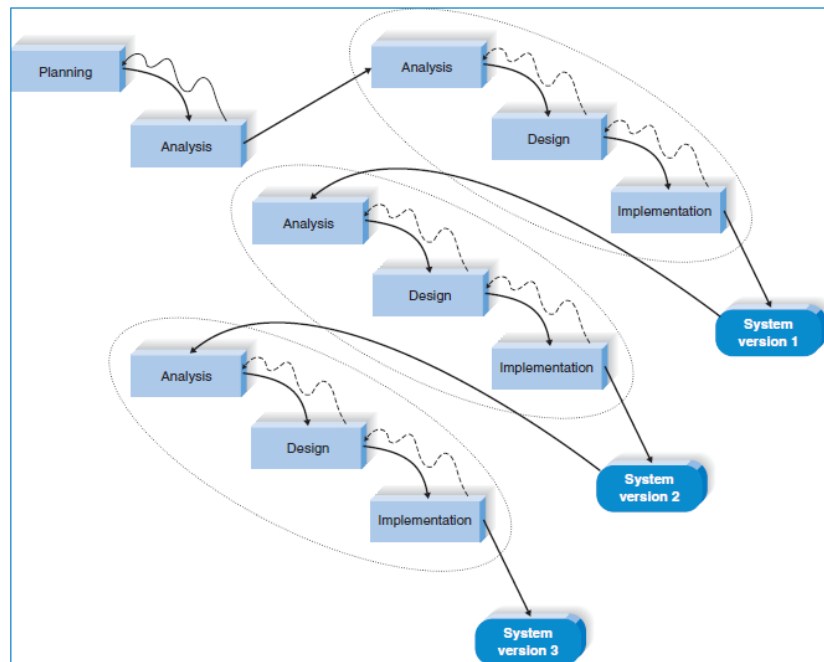 Planning
Analysis
Analysis
Design
Implementation
System
version 1
Analysis
Design
Implementation
System
version 2
Analysis
Design
Implementation
System
version 3